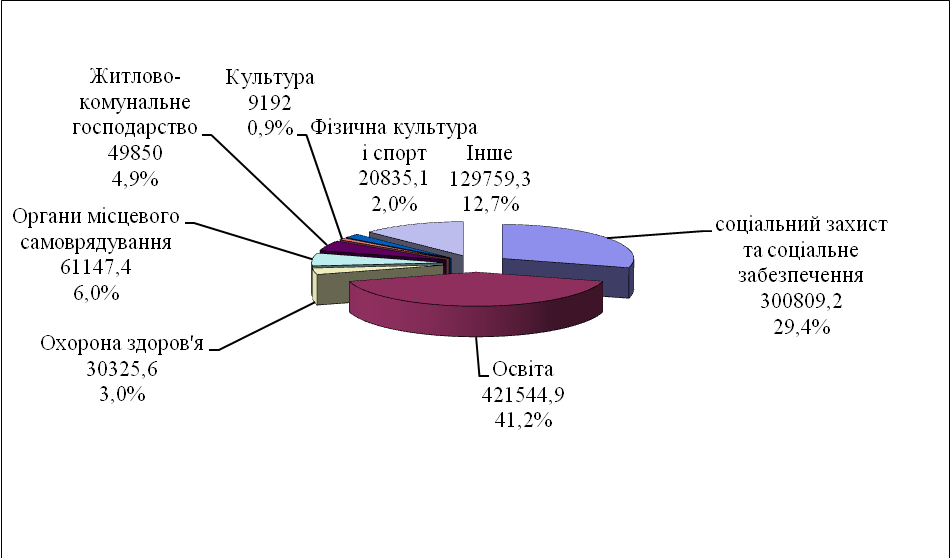 Житлово-
комунальне
господарство
49850
4,9%
Культура
9192
0,9%
Фізична культура
і спорт
20835,1
2,0%
Інше
129759,3
12,7%
соціальний захист
та соціальне
забезпечення
300809,2
29,4%
Органи місцевого
самоврядування
61147,4
6,0%
Охорона здоров'я
30325,6
3,0%
Освіта
421544,9
41,2%